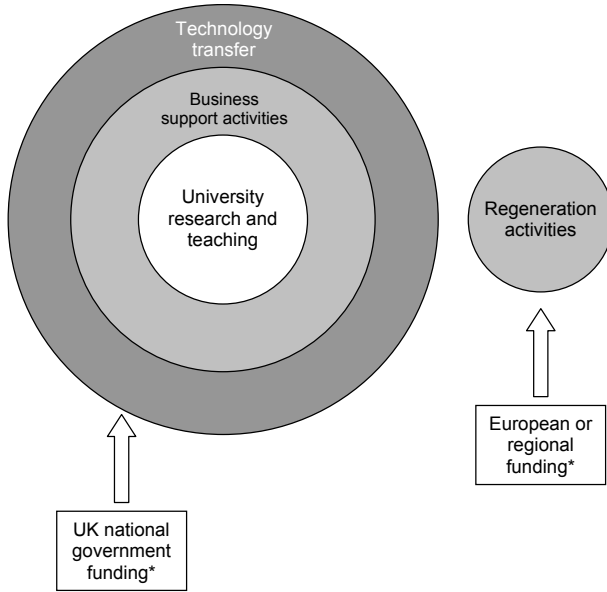 Technology
transfer
Business
support activities
University
research and
teaching
Regeneration
activities
European or
regional
funding*
UK national
government
funding*